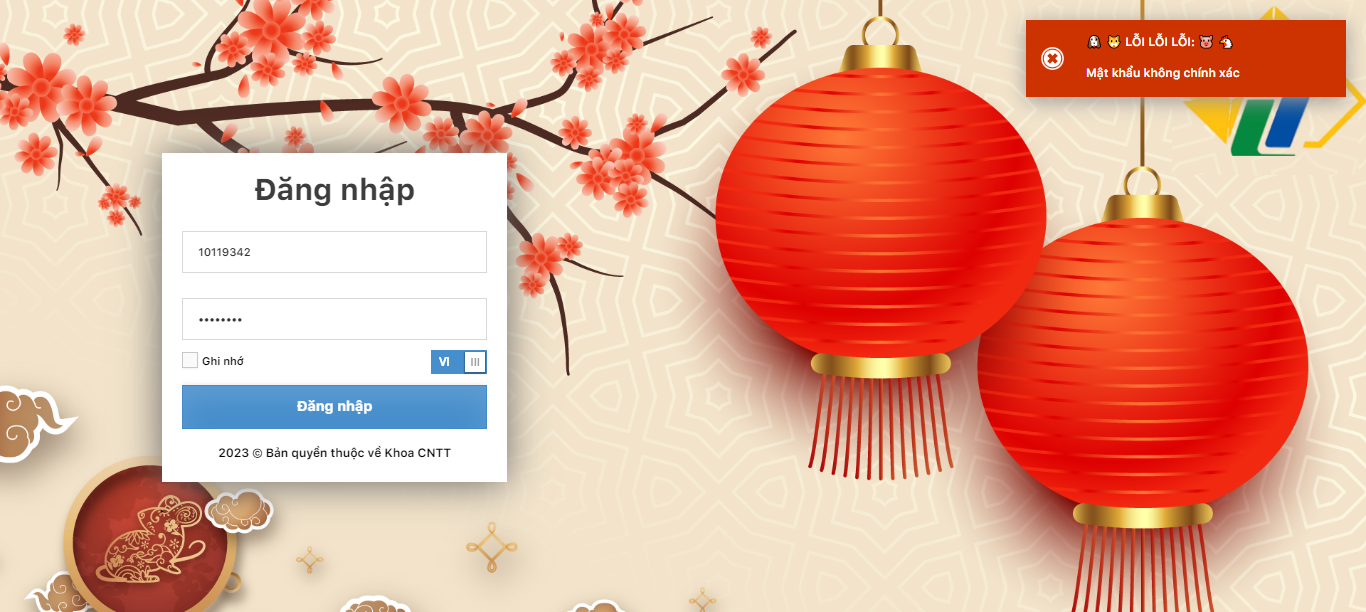 LỖI LỖI LỖI:
Mật khẩu không chính xác
Đăng nhập
10119342
••••••••
Ghi nhớ
VI
Đăng nhập
2023 © Bản quyền thuộc về Khoa CNTT